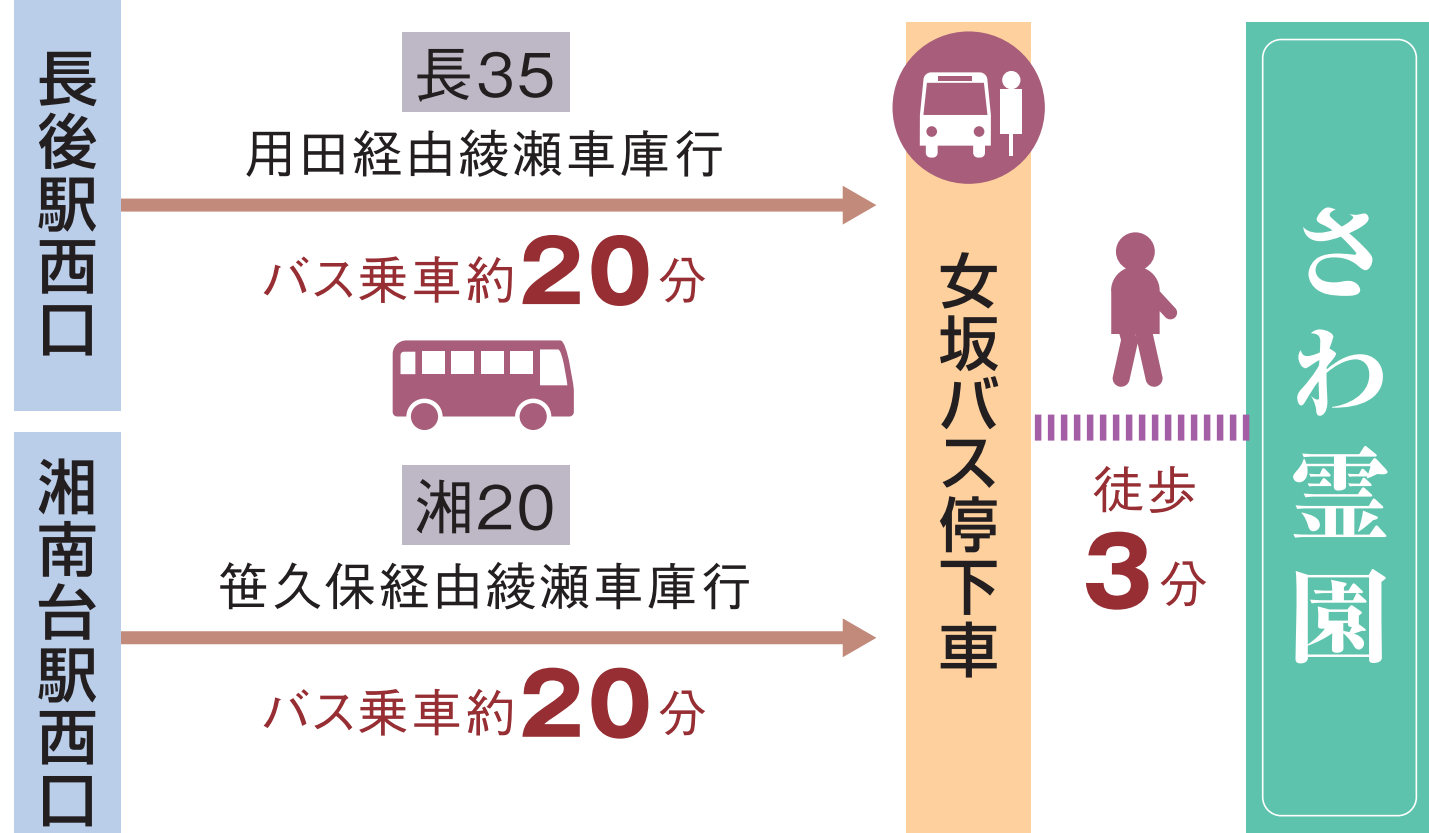 長後駅西口
長35
用田経由綾瀬車庫行
バス乗車約20分
湘南台駅西口
湘20
笹久保経由綾瀬車庫行
バス乗車約20分
女坂バス停下車
徒歩
3分
さわ霊園